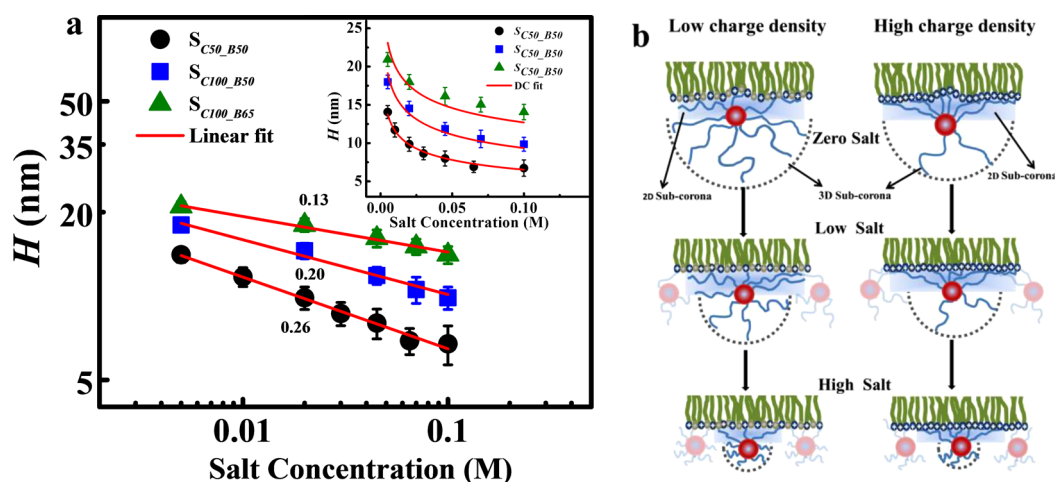 a
S_C50_B50
S_C100_B50
S_C100_B65
Linear fit
H (nm)
50
35
20
5
0.13
0.20
0.26
0.01
0.1
Salt Concentration (M)
S_C50_B50
S_C50_B50
S_C50_B50
DC fit
H (nm)
25
20
15
10
5
0.00
0.05
0.10
Salt Concentration (M)
b
Low charge density
High charge density
Zero Salt
2D Sub-corona
3D Sub-corona
2D Sub-corona
Low Salt
High Salt